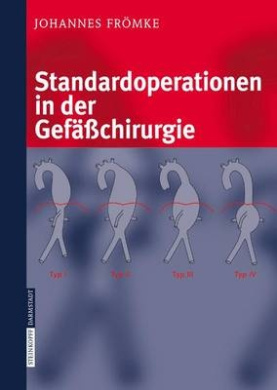 JOHANNES FRÖMKE
Standardoperationen
in der
Gefäßchirurgie
Typ I
Typ II
Typ III
Typ IV
STEINKOPFF
DARMSTADT